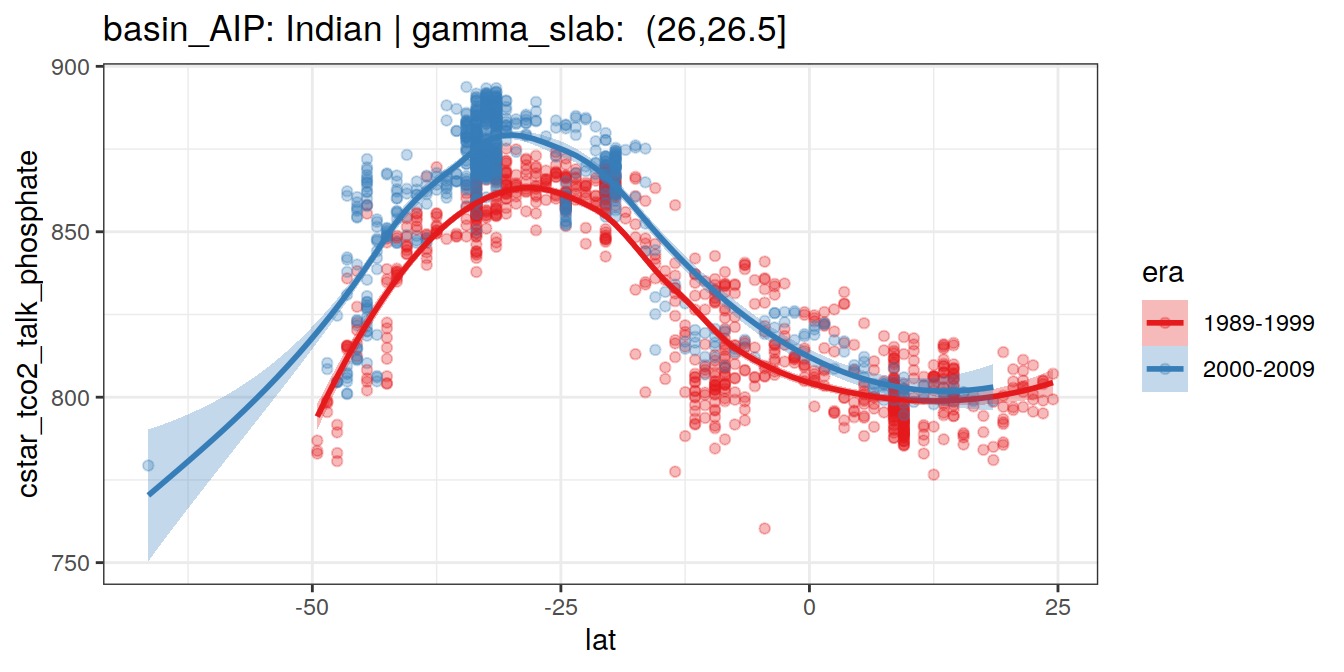 basin_AIP: Indian | gamma_slab:  (26,26.5]
cstar_tco2_talk_phosphate
900
850
800
750
-50
-25
0
25
lat
era
1989-1999
2000-2009